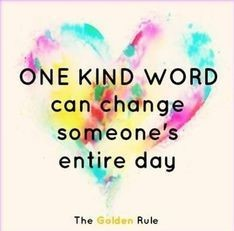 ONE KIND WORD
can change
someone's
entire day
The Golden Rule